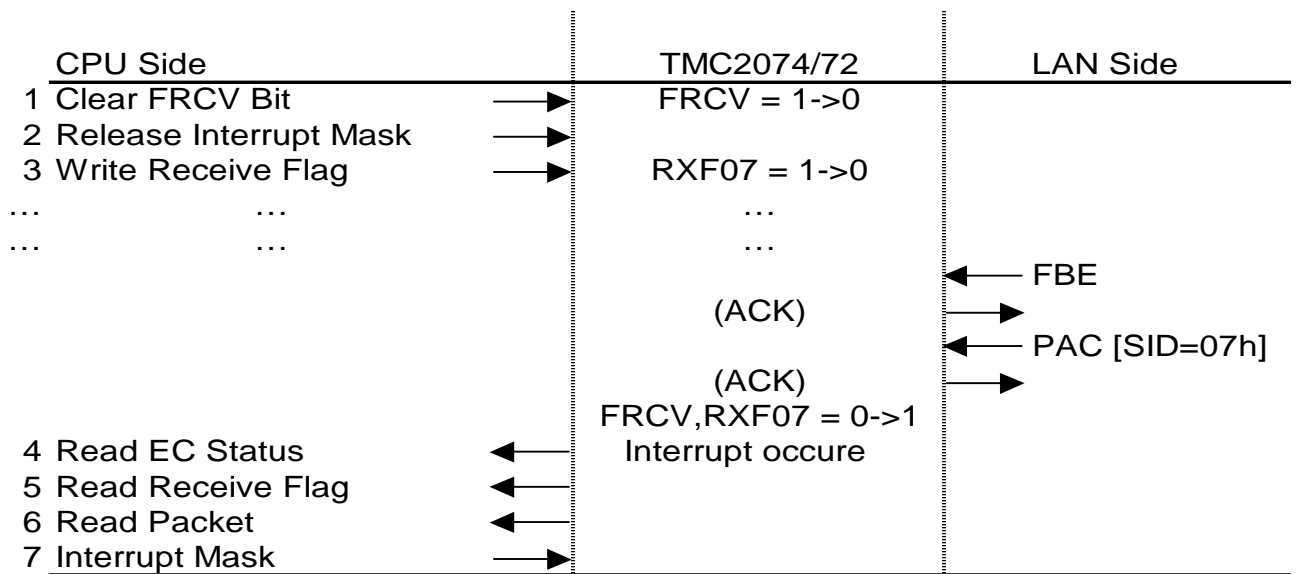 CPU Side TMC2074/72 LAN Side
1 Clear FRCV Bit FRCV = 1->0
2 Release Interrupt Mask
3 Write Receive Flag RXF07 = 1->0
... ... ...
... ... ...
FBE
(ACK)
PAC [SID=07h]
(ACK)
FRCV,RXF07 = 0->1
4 Read EC Status Interrupt occure
5 Read Receive Flag
6 Read Packet
7 Interrupt Mask